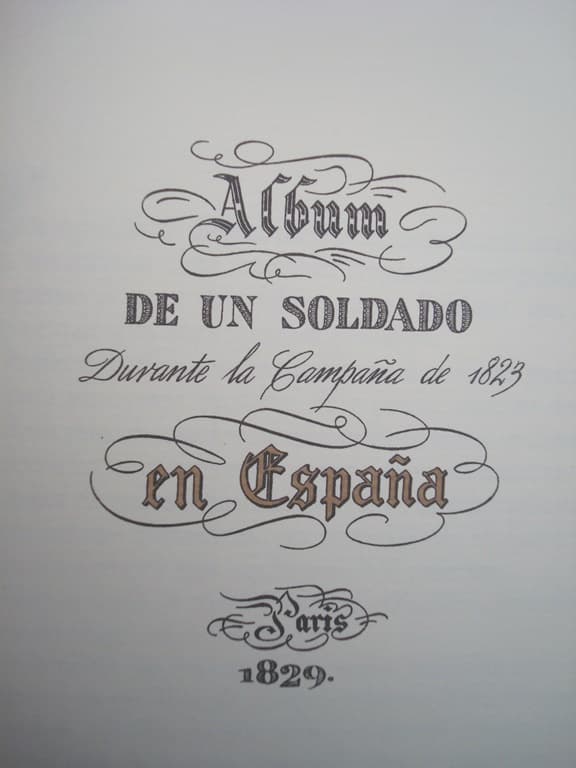 Album
DE UN SOLDADO
Durante la Campaña de 1823
en España
Paris
1829.